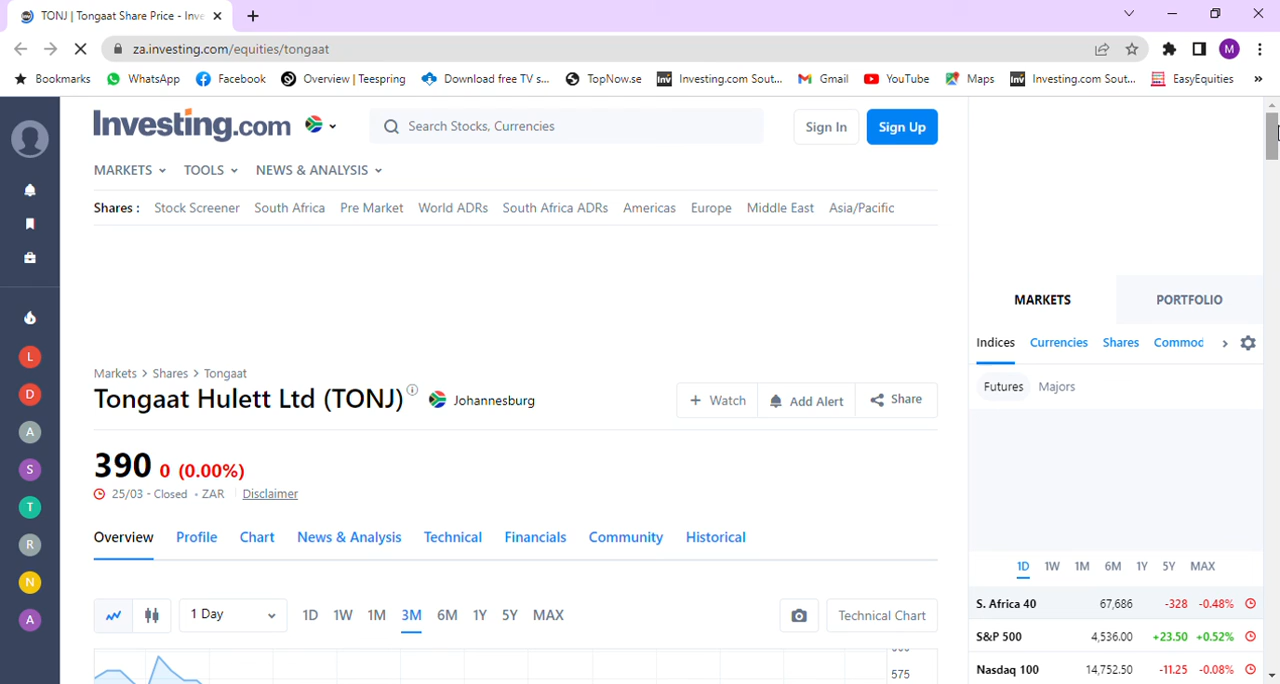 TONJ | Tongaat Share Price - Inve
za.investing.com/equities/tongaat
M
Bookmarks WhatsApp Facebook Overview | Teespring Download free TV s... TopNow.se Inv Investing.com Sout... Gmail YouTube Maps Inv Investing.com Sout... EasyEquities »
Investing.com
Search Stocks, Currencies
Sign In
Sign Up
MARKETS TOOLS NEWS & ANALYSIS
Shares : Stock Screener South Africa Pre Market World ADRs South Africa ADRs Americas Europe Middle East Asia/Pacific
Markets > Shares > Tongaat
Tongaat Hulett Ltd (TONJ) Johannesburg
+ Watch Add Alert Share
390 0 (0.00%)
25/03 - Closed · ZAR Disclaimer
Overview Profile Chart News & Analysis Technical Financials Community Historical
1 Day 1D 1W 1M 3M 6M 1Y 5Y MAX Technical Chart
575
L
D
A
S
T
R
N
A
MARKETS PORTFOLIO
Indices Currencies Shares Commod
Futures Majors
1D 1W 1M 6M 1Y 5Y MAX
S. Africa 40 67,686 -328 -0.48%
S&P 500 4,536.00 +23.50 +0.52%
Nasdaq 100 14,752.50 -11.25 -0.08%